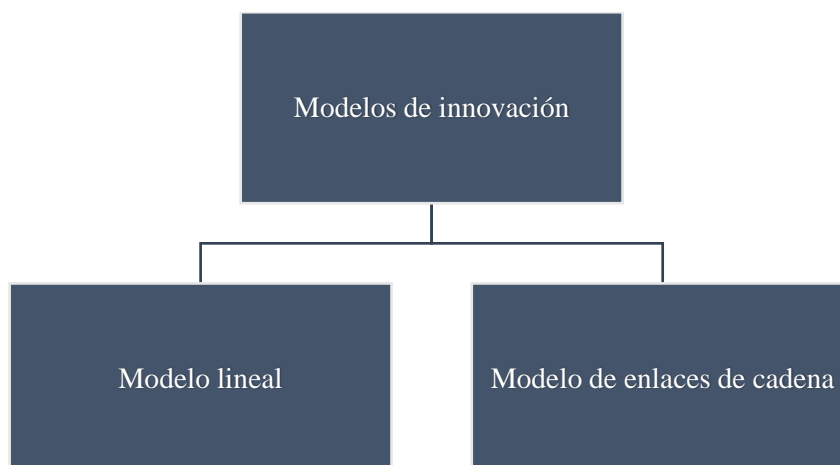 Modelos de innovación
Modelo lineal
Modelo de enlaces de cadena